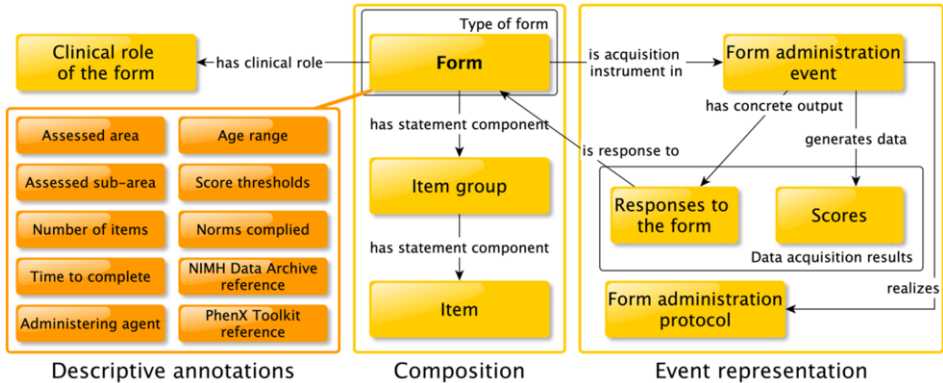 Type of form
Clinical role
of the form
has clinical role
Form
is acquisition
instrument in
Form administration
event
Assessed area
Age range
Assessed sub-area
Score thresholds
Number of items
Norms complied
Time to complete
NIMH Data Archive
reference
Administering agent
PhenX Toolkit
reference
Descriptive annotations
has statement component
Item group
has statement component
Item
Composition
has concrete output
generates data
is response to
Responses to
the form
Scores
Data acquisition results
realizes
Form administration
protocol
Event representation